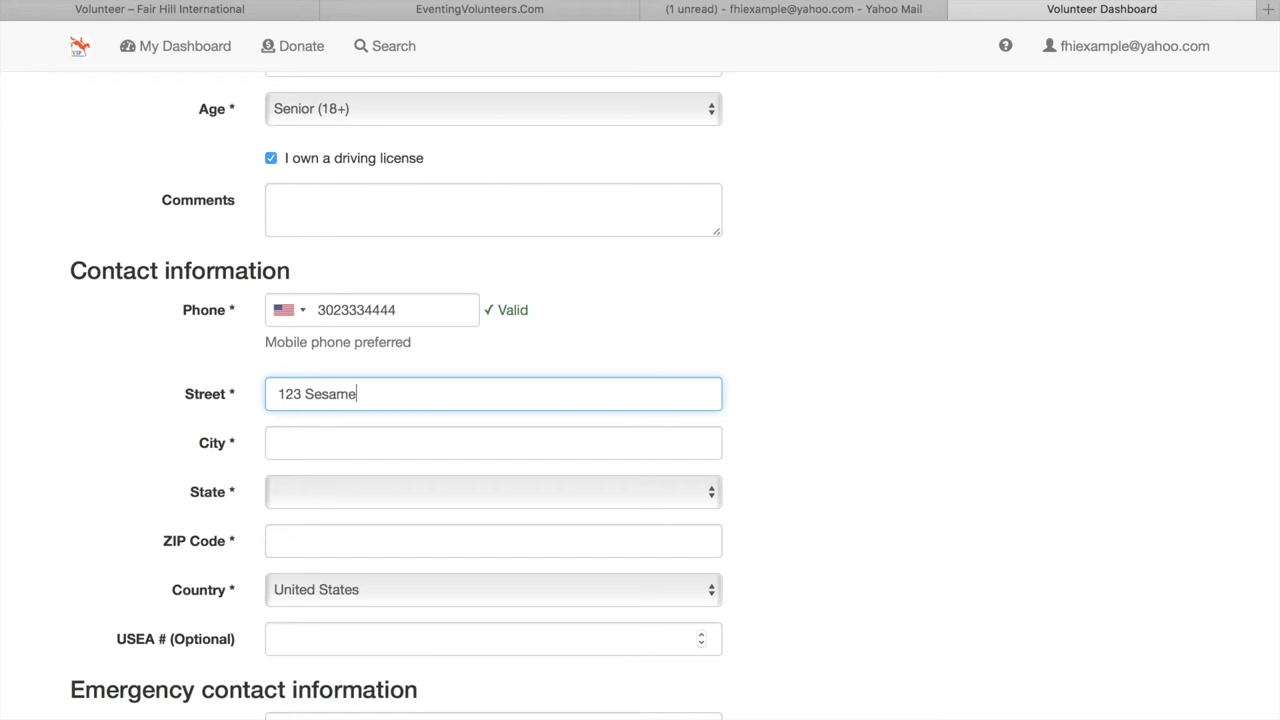 Volunteer – Fair Hill International
EventingVolunteers.Com
(1 unread) - fhiexample@yahoo.com - Yahoo Mail
Volunteer Dashboard
VIP
My Dashboard
Donate
Search
fhiexample@yahoo.com
Age *
Senior (18+)
I own a driving license
Comments
Contact information
Phone *
3023334444
✓ Valid
Mobile phone preferred
Street *
123 Sesame
City *
State *
ZIP Code *
Country *
United States
USEA # (Optional)
Emergency contact information